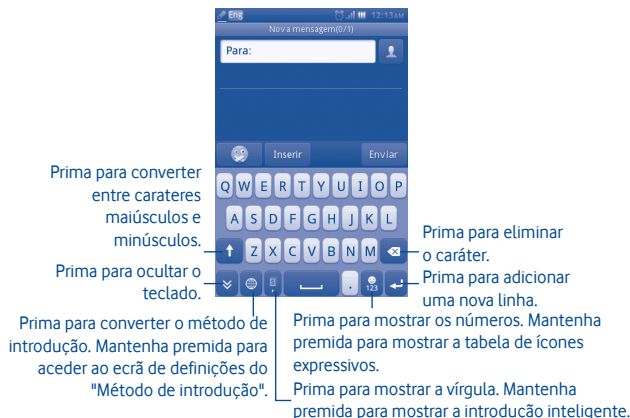 Eng 12:13AM
Nova mensagem(0/1)
Para:
Inserir Enviar
Q W E R T Y U I O P
A S D F G H J K L
Z X C V B N M
, . 123
Prima para converter
entre carateres
maiúsculos e
minúsculos.
Prima para ocultar o
teclado.
Prima para converter o método de
introdução. Mantenha premida para
aceder ao ecrã de definições do
"Método de introdução".
Prima para eliminar
o caráter.
Prima para adicionar
uma nova linha.
Prima para mostrar os números. Mantenha
premida para mostrar a tabela de ícones
expressivos.
Prima para mostrar a vírgula. Mantenha
premida para mostrar a introdução inteligente.